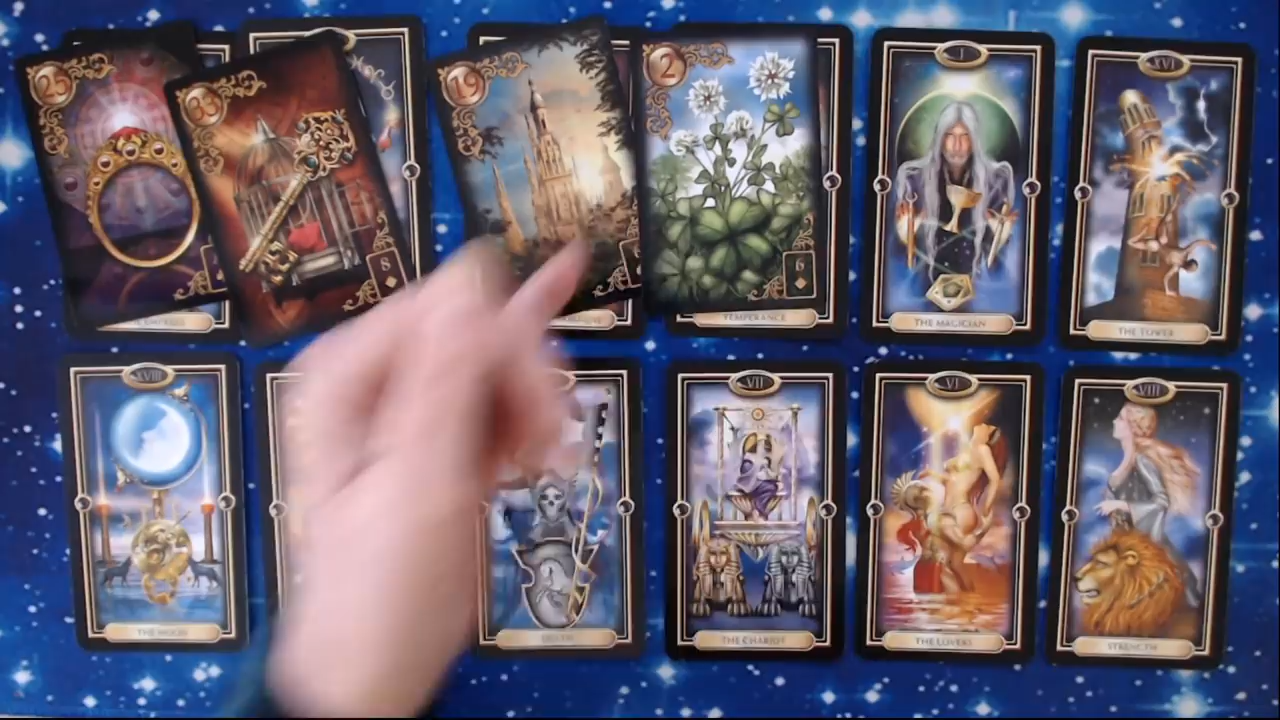 25
33
8
19
2
6
TEMPERANCE
I
THE MAGICIAN
XVI
THE TOWER
XVIII
THE MOON
DEATH
VII
THE CHARIOT
VI
THE LOVERS
VIII
STRENGTH